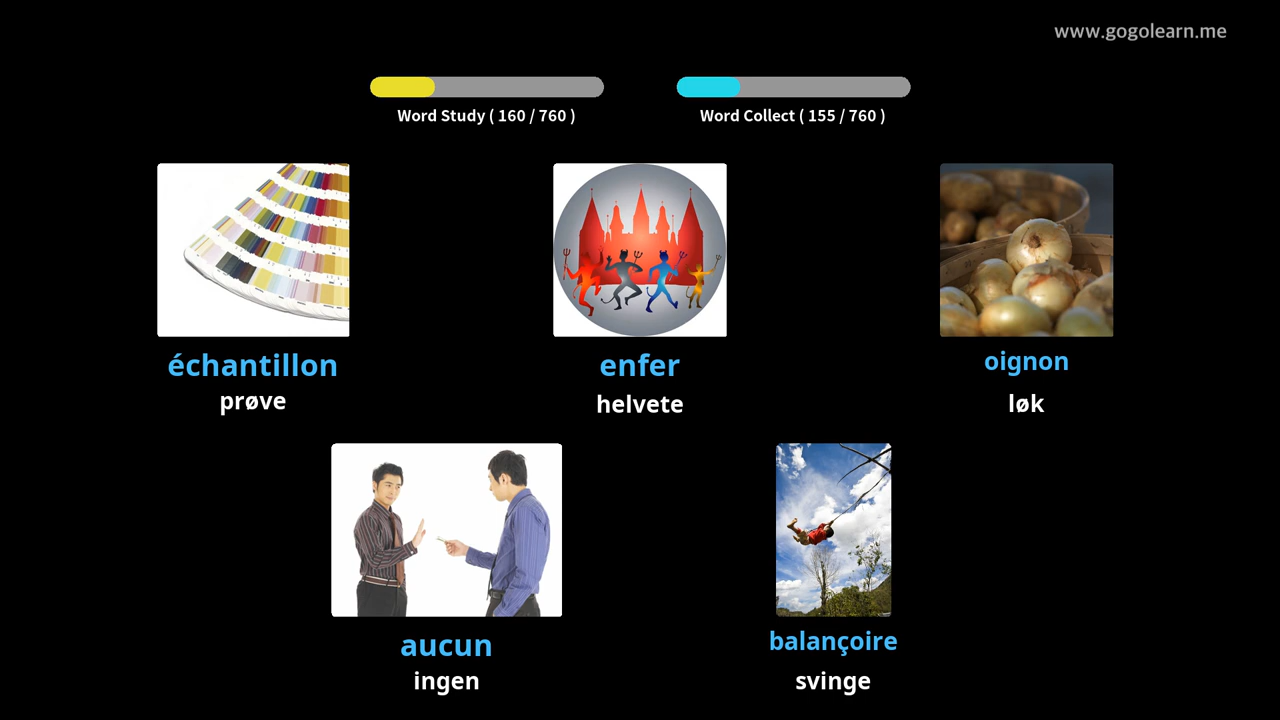 www.gogolearn.me
Word Study ( 160 / 760 )
Word Collect ( 155 / 760 )
échantillon
prøve
enfer
helvete
oignon
løk
aucun
ingen
balançoire
svinge